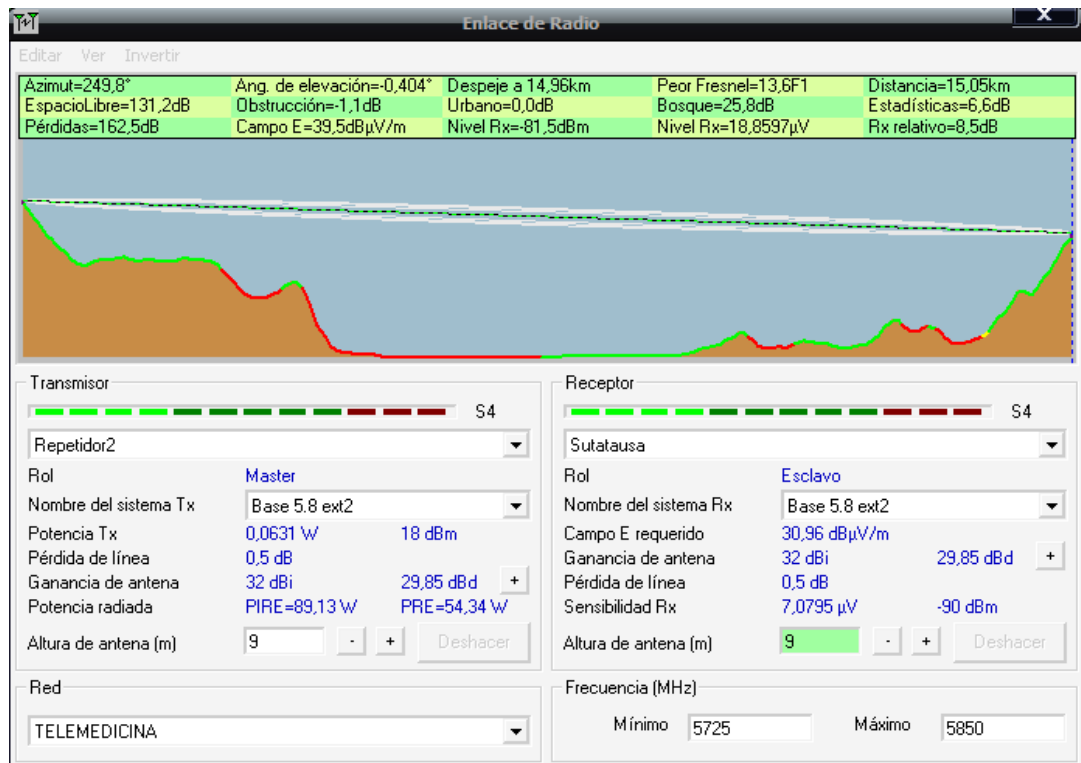 Enlace de Radio
X
Editar Ver Invertir
Azimut=249,8° Ang. de elevación=-0,404° Despeje a 14,96km Peor Fresnel=13,6F1 Distancia=15,05km
EspacioLibre=131,2dB Obstrucción=-1,1dB Urbano=0,0dB Bosque=25,8dB Estadísticas=6,6dB
Pérdidas=162,5dB Campo E=39,5dBµV/m Nivel Rx=-81,5dBm Nivel Rx=18,8597µV Rx relativo=8,5dB
Transmisor
S4
Repetidor2
Rol Master
Nombre del sistema Tx Base 5.8 ext2
Potencia Tx 0,0631 W 18 dBm
Pérdida de línea 0,5 dB
Ganancia de antena 32 dBi 29,85 dBd +
Potencia radiada PIRE=89,13 W PRE=54,34 W
Altura de antena (m) 9 - + Deshacer
Receptor
S4
Sutatausa
Rol Esclavo
Nombre del sistema Rx Base 5.8 ext2
Campo E requerido 30,96 dBµV/m
Ganancia de antena 32 dBi 29,85 dBd +
Pérdida de línea 0,5 dB
Sensibilidad Rx 7,0795 µV -90 dBm
Altura de antena (m) 9 - + Deshacer
Red
TELEMEDICINA
Frecuencia (MHz)
Mínimo 5725 Máximo 5850